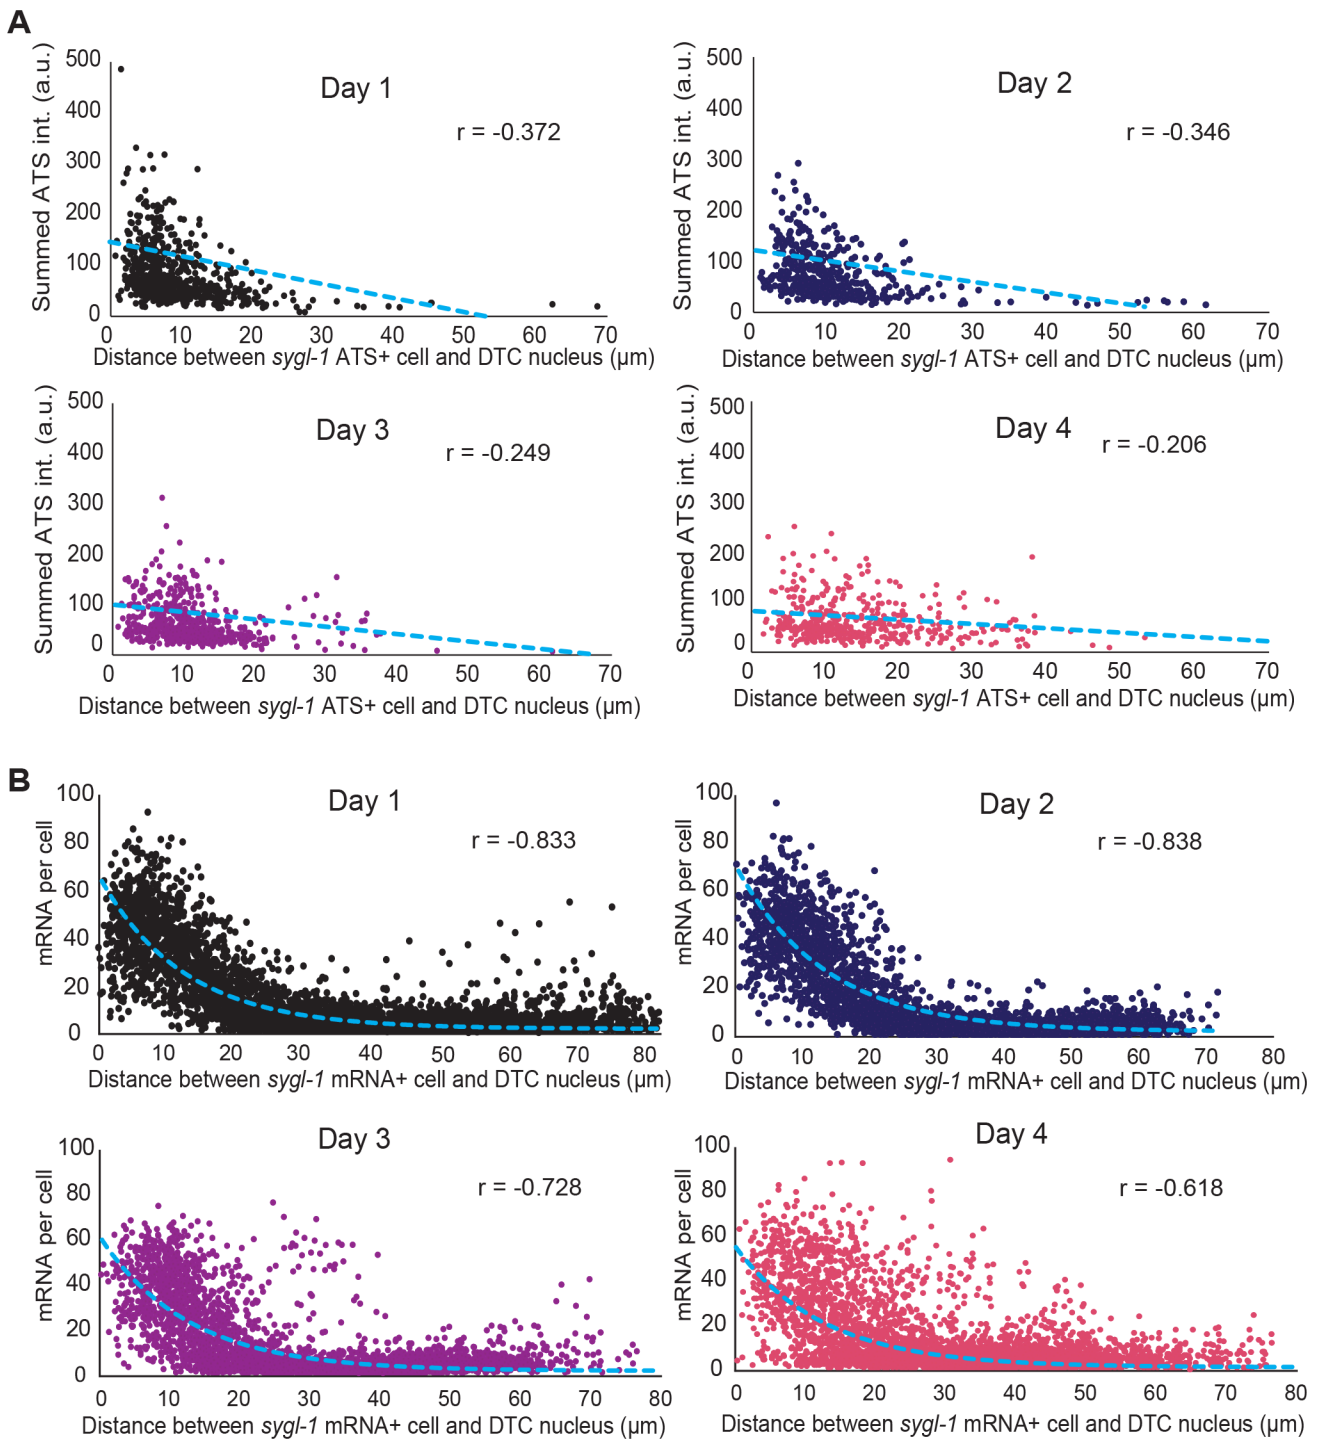 A
Day 1
r = -0.372
Summed ATS int. (a.u.)
500
400
300
200
100
0
0 10 20 30 40 50 60 70
Distance between sygl-1 ATS+ cell and DTC nucleus (µm)
Day 2
r = -0.346
Summed ATS int. (a.u.)
500
400
300
200
100
0
0 10 20 30 40 50 60 70
Distance between sygl-1 ATS+ cell and DTC nucleus (µm)
Day 3
r = -0.249
Summed ATS int. (a.u.)
500
400
300
200
100
0
0 10 20 30 40 50 60 70
Distance between sygl-1 ATS+ cell and DTC nucleus (µm)
Day 4
r = -0.206
Summed ATS int. (a.u.)
500
400
300
200
100
0
0 10 20 30 40 50 60 70
Distance between sygl-1 ATS+ cell and DTC nucleus (µm)
B
Day 1
r = -0.833
mRNA per cell
100
80
60
40
20
0
0 10 20 30 40 50 60 70 80
Distance between sygl-1 mRNA+ cell and DTC nucleus (µm)
Day 2
r = -0.838
mRNA per cell
100
80
60
40
20
0
0 10 20 30 40 50 60 70 80
Distance between sygl-1 mRNA+ cell and DTC nucleus (µm)
Day 3
r = -0.728
mRNA per cell
100
80
60
40
20
0
0 10 20 30 40 50 60 70 80
Distance between sygl-1 mRNA+ cell and DTC nucleus (µm)
Day 4
r = -0.618
mRNA per cell
100
80
60
40
20
0
0 10 20 30 40 50 60 70 80
Distance between sygl-1 mRNA+ cell and DTC nucleus (µm)